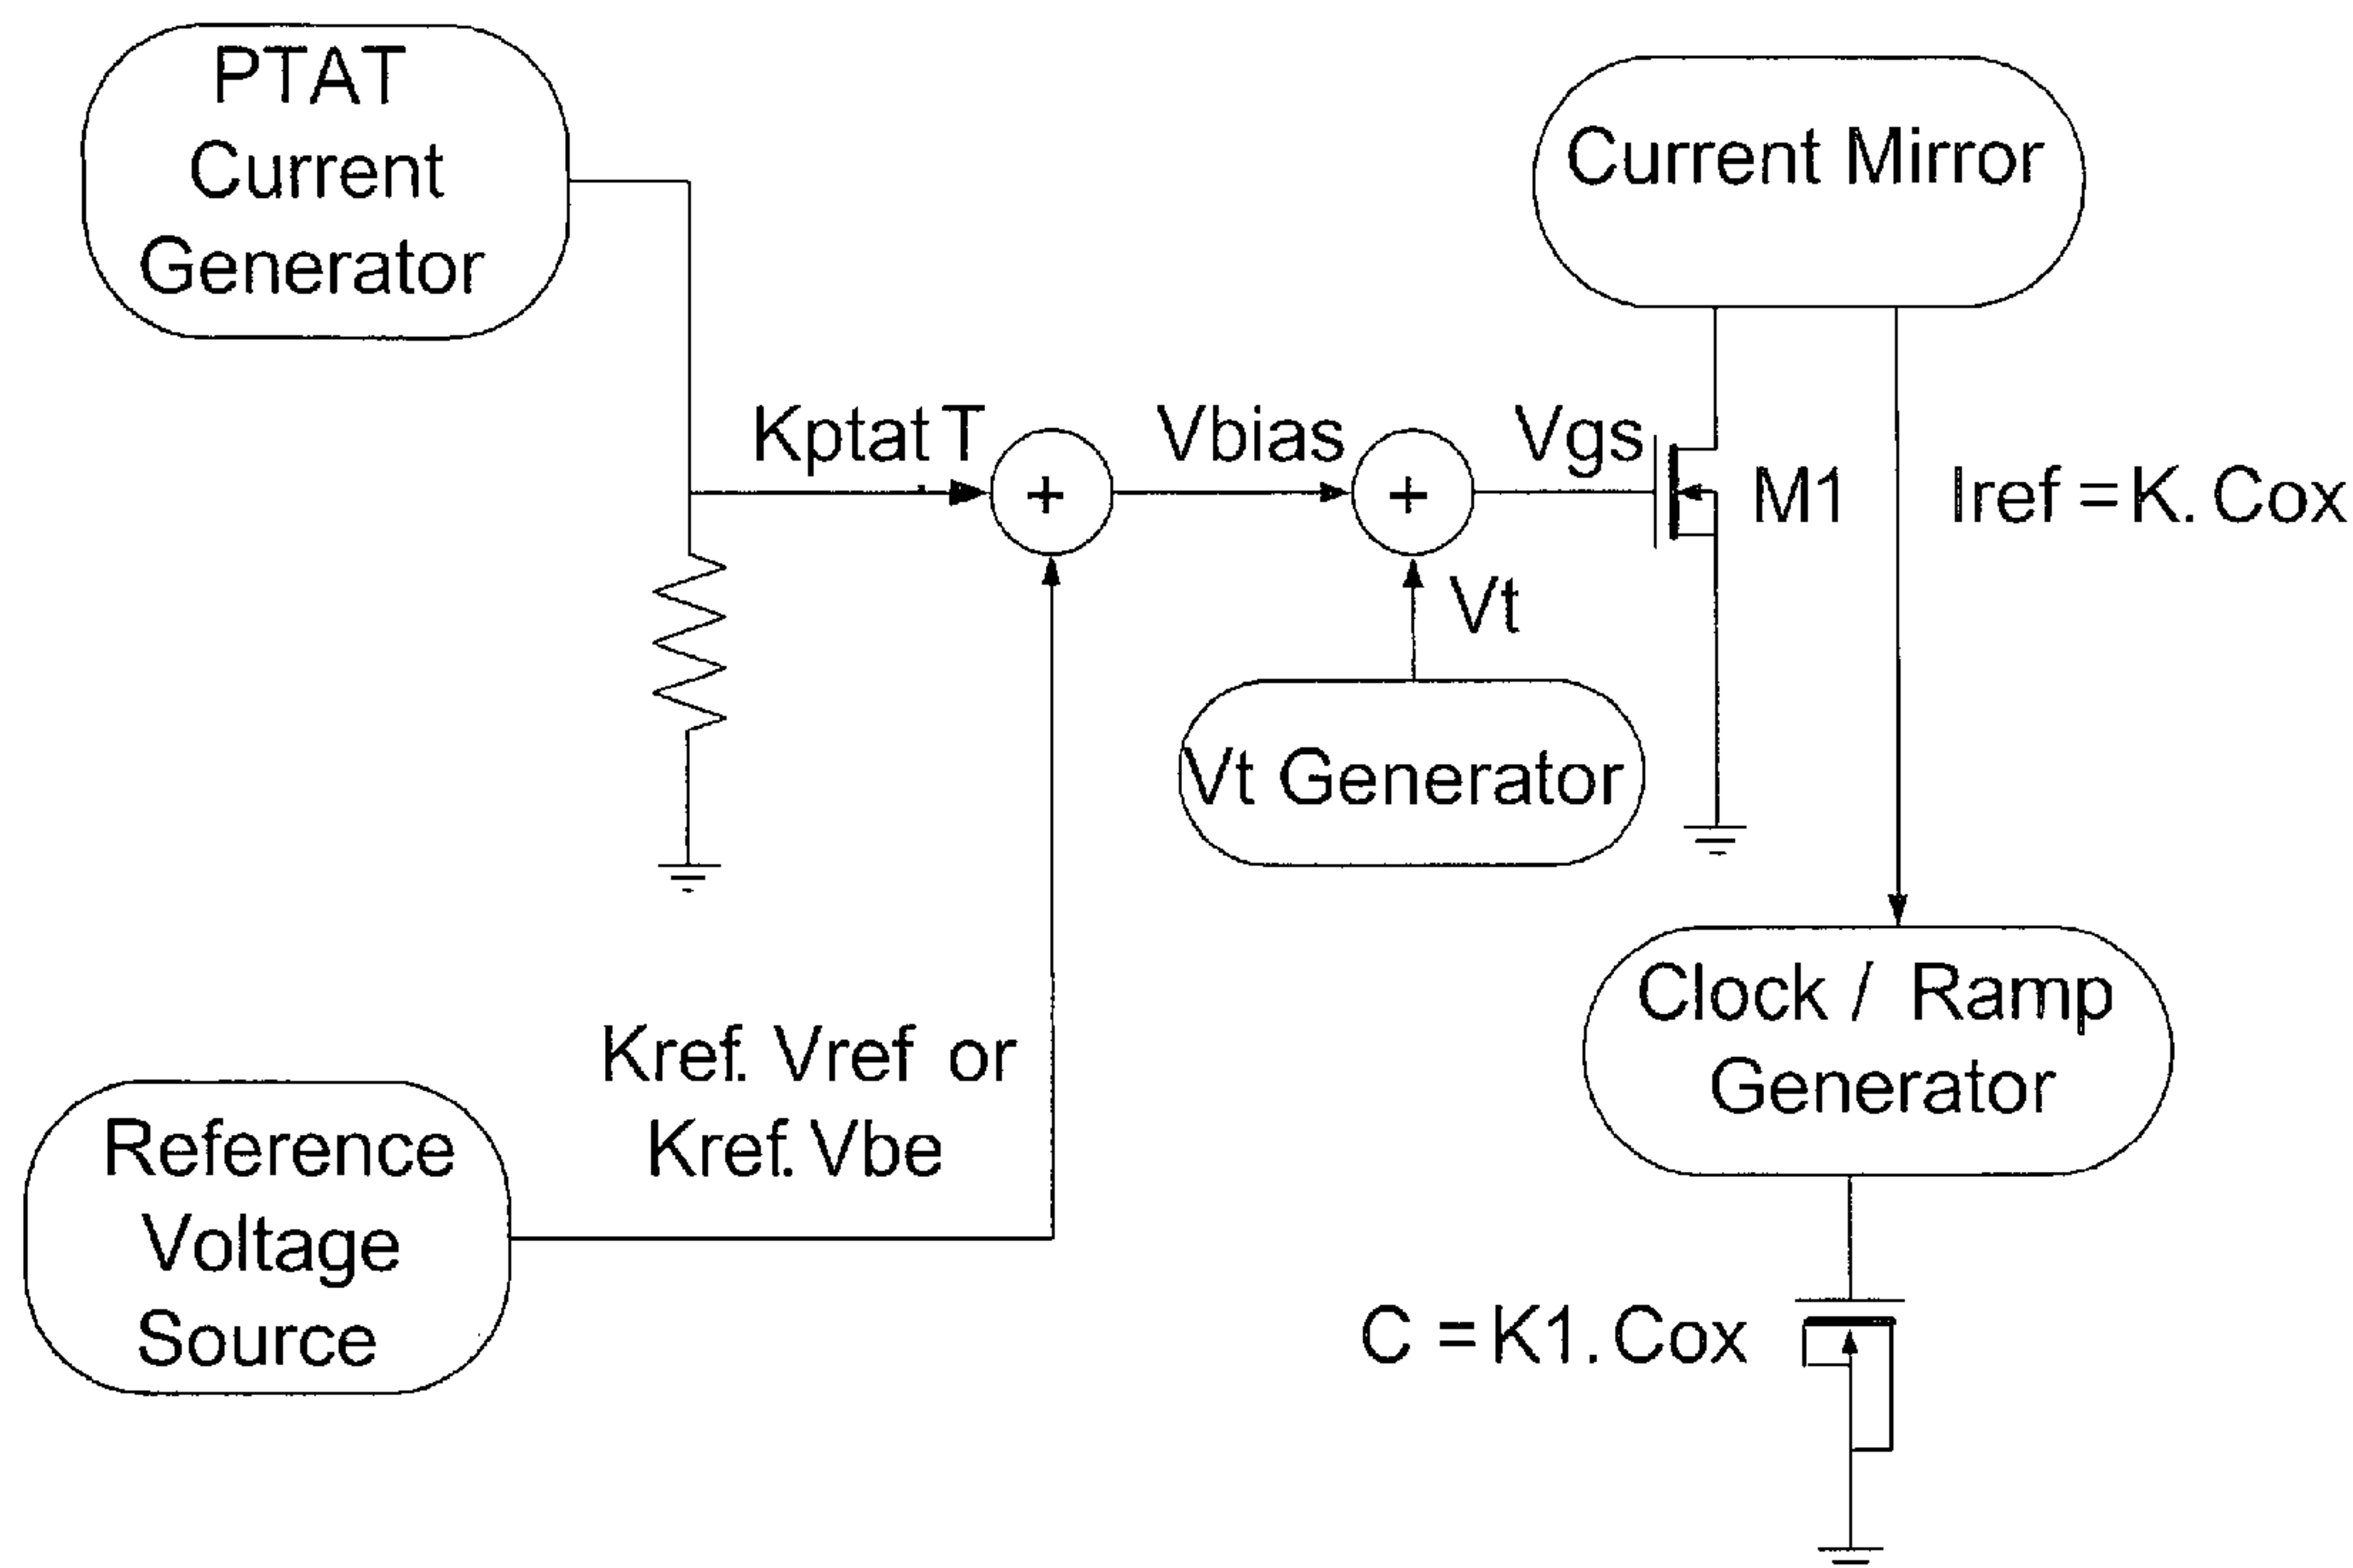 PTAT
Current
Generator
Current Mirror
Kptat T
+
Vbias
+
Vgs
M1
Iref = K. Cox
Vt
Vt Generator
Clock / Ramp
Generator
Kref. Vref or
Kref. Vbe
Reference
Voltage
Source
C = K1. Cox